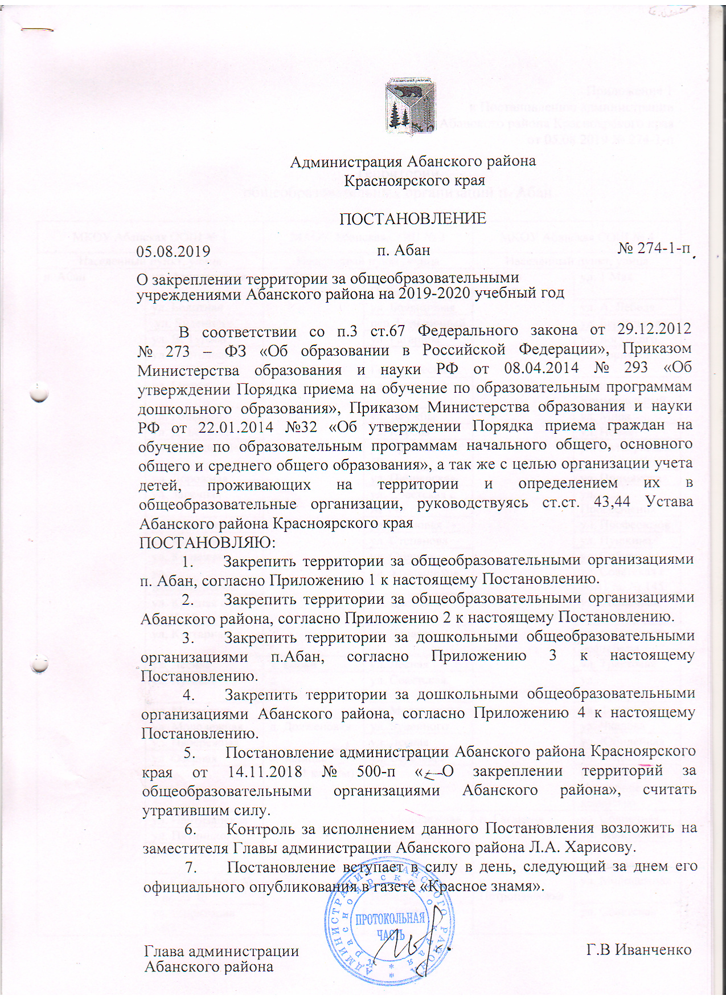 Абанский район
Администрация Абанского района
Красноярского края
ПОСТАНОВЛЕНИЕ
05.08.2019 п. Абан № 274-1-п
О закреплении территории за общеобразовательными
учреждениями Абанского района на 2019-2020 учебный год
В соответствии со п.3 ст.67 Федерального закона от 29.12.2012
№ 273 – ФЗ «Об образовании в Российской Федерации», Приказом
Министерства образования и науки РФ от 08.04.2014 № 293 «Об
утверждении Порядка приема на обучение по образовательным программам
дошкольного образования», Приказом Министерства образования и науки
РФ от 22.01.2014 №32 «Об утверждении Порядка приема граждан на
обучение по образовательным программам начального общего, основного
общего и среднего общего образования», а так же с целью организации учета
детей, проживающих на территории и определением их в
общеобразовательные организации, руководствуясь ст.ст. 43,44 Устава
Абанского района Красноярского края
ПОСТАНОВЛЯЮ:
1. Закрепить территории за общеобразовательными организациями
п. Абан, согласно Приложению 1 к настоящему Постановлению.
2. Закрепить территории за общеобразовательными организациями
Абанского района, согласно Приложению 2 к настоящему Постановлению.
3. Закрепить территории за дошкольными общеобразовательными
организациями п.Абан, согласно Приложению 3 к настоящему
Постановлению.
4. Закрепить территории за дошкольными общеобразовательными
организациями Абанского района, согласно Приложению 4 к настоящему
Постановлению.
5. Постановление администрации Абанского района Красноярского
края от 14.11.2018 № 500-п « О закреплении территорий за
общеобразовательными организациями Абанского района», считать
утратившим силу.
6. Контроль за исполнением данного Постановления возложить на
заместителя Главы администрации Абанского района Л.А. Харисову.
7. Постановление вступает в силу в день, следующий за днем его
официального опубликования в газете «Красное знамя».
АДМИНИСТРАЦИЯ АБАНСКОГО РАЙОНА
Красноярского края
ПРОТОКОЛЬНАЯ
ЧАСТЬ
Глава администрации Г.В Иванченко
Абанского района